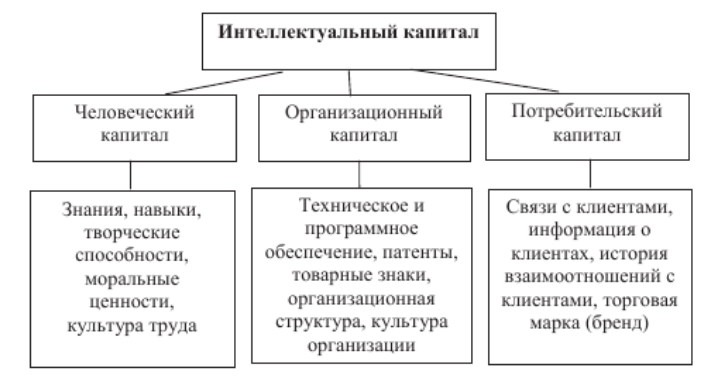 Интеллектуальный капитал
Человеческий
капитал
Организационный
капитал
Потребительский
капитал
Знания, навыки,
творческие
способности,
моральные
ценности,
культура труда
Техническое и
программное
обеспечение, патенты,
товарные знаки,
организационная
структура, культура
организации
Связи с клиентами,
информация о
клиентах, история
взаимоотношений с
клиентами, торговая
марка (бренд)